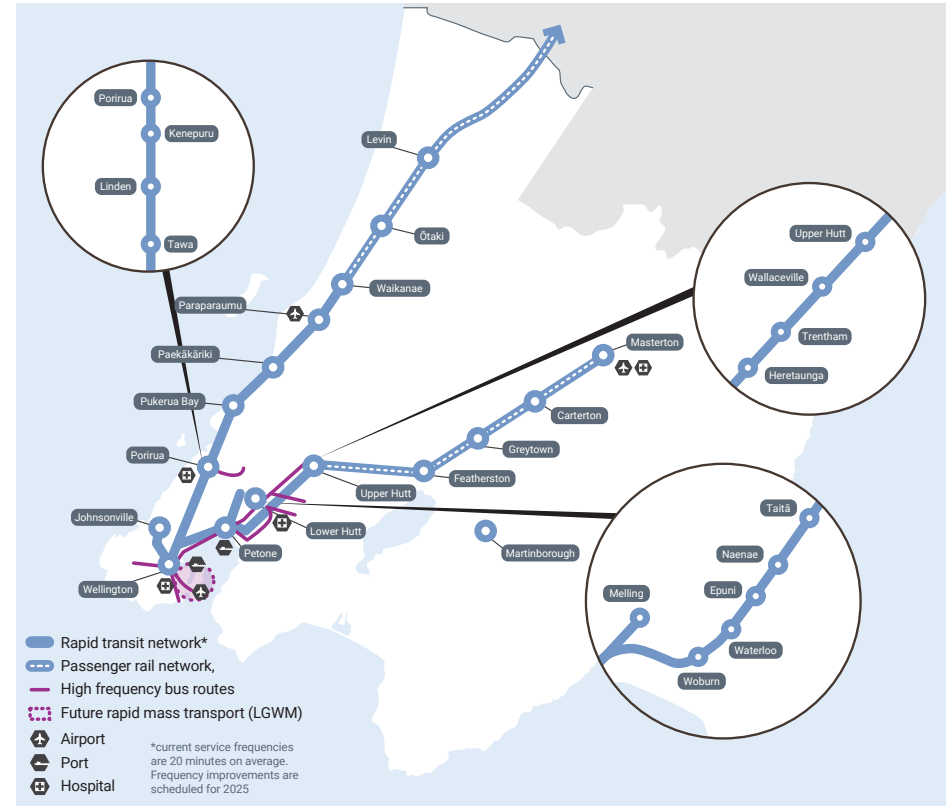 Porirua
Kenepuru
Linden
Tawa
Levin
Ōtaki
Waikanae
Paraparaumu
Paekākāriki
Pukerua Bay
Porirua
Johnsonville
Wellington
Petone
Lower Hutt
Upper Hutt
Featherston
Greytown
Carterton
Masterton
Martinborough
Upper Hutt
Wallaceville
Trentham
Heretaunga
Taitā
Naenae
Epuni
Melling
Waterloo
Woburn
Rapid transit network*
Passenger rail network,
High frequency bus routes
Future rapid mass transport (LGWM)
Airport
Port
Hospital
*current service frequencies
are 20 minutes on average.
Frequency improvements are
scheduled for 2025